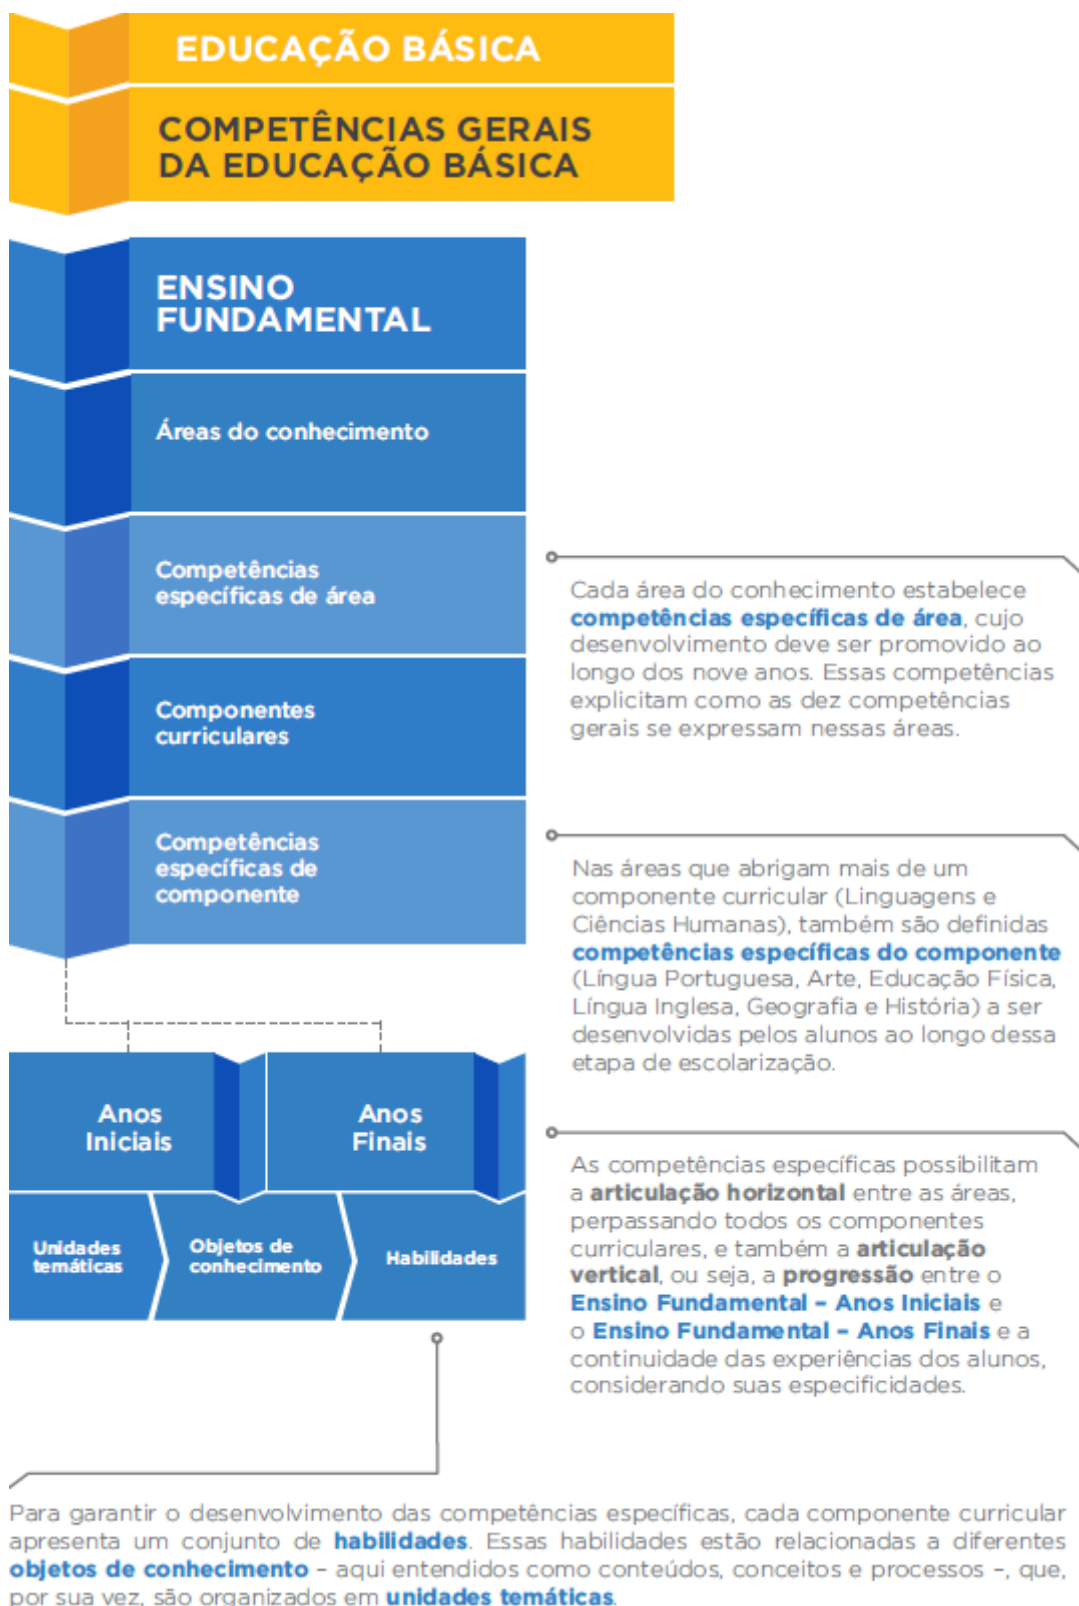 EDUCAÇÃO BÁSICA
COMPETÊNCIAS GERAIS
DA EDUCAÇÃO BÁSICA
ENSINO
FUNDAMENTAL
Áreas do conhecimento
Competências
específicas de área
Componentes
curriculares
Competências
específicas de
componente
Cada área do conhecimento estabelece
competências específicas de área, cujo
desenvolvimento deve ser promovido ao
longo dos nove anos. Essas competências
explicitam como as dez competências
gerais se expressam nessas áreas.
Nas áreas que abrigam mais de um
componente curricular (Linguagens e
Ciências Humanas), também são definidas
competências específicas do componente
(Língua Portuguesa, Arte, Educação Física,
Língua Inglesa, Geografia e História) a ser
desenvolvidas pelos alunos ao longo dessa
etapa de escolarização.
Anos
Iniciais
Anos
Finais
Unidades
temáticas
Objetos de
conhecimento
Habilidades
As competências específicas possibilitam
a articulação horizontal entre as áreas,
perpassando todos os componentes
curriculares, e também a articulação
vertical, ou seja, a progressão entre o
Ensino Fundamental – Anos Iniciais e
o Ensino Fundamental – Anos Finais e a
continuidade das experiências dos alunos,
considerando suas especificidades.
Para garantir o desenvolvimento das competências específicas, cada componente curricular
apresenta um conjunto de habilidades. Essas habilidades estão relacionadas a diferentes
objetos de conhecimento – aqui entendidos como conteúdos, conceitos e processos –, que,
por sua vez, são organizados em unidades temáticas.